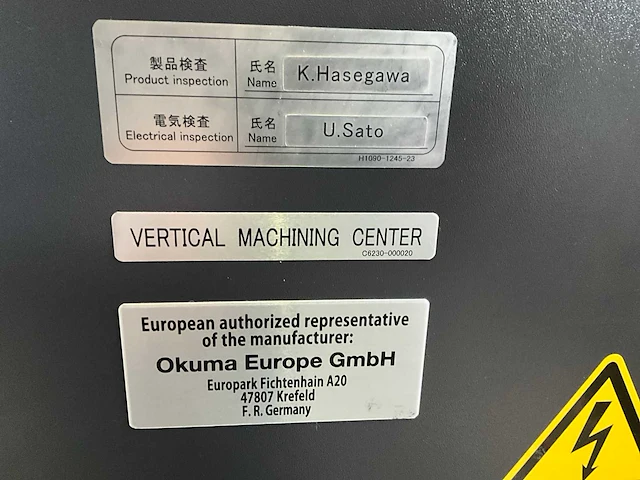 製品検査
Product inspection
氏名
Name
K.Hasegawa
電気検査
Electrical inspection
氏名
Name
U.Sato
H1090-1245-23
VERTICAL MACHINING CENTER
C6230-000020
European authorized representative
of the manufacturer:
Okuma Europe GmbH
Europark Fichtenhain A20
47807 Krefeld
F. R. Germany